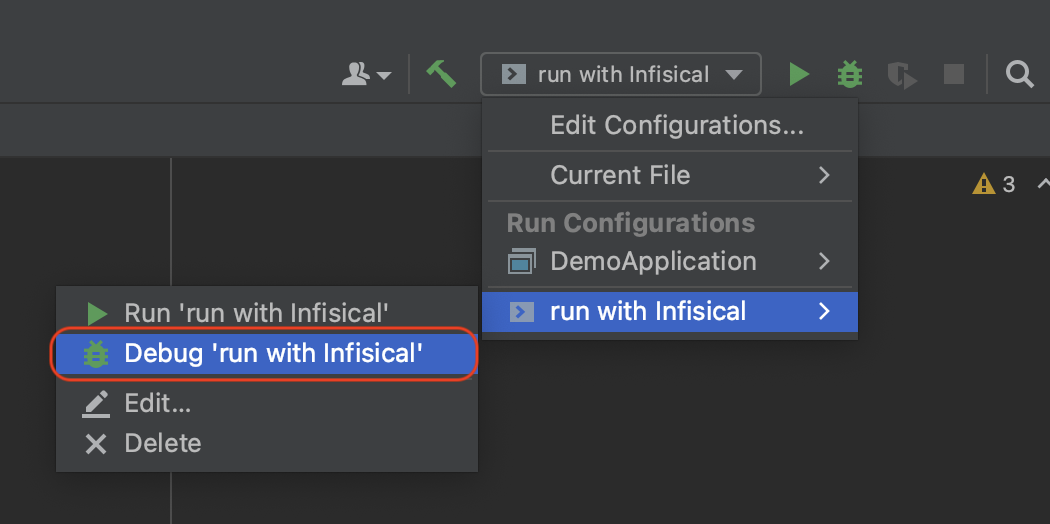 run with Infisical
Edit Configurations...
Current File
3
Run Configurations
DemoApplication
run with Infisical
Run 'run with Infisical'
Debug 'run with Infisical'
Edit...
Delete